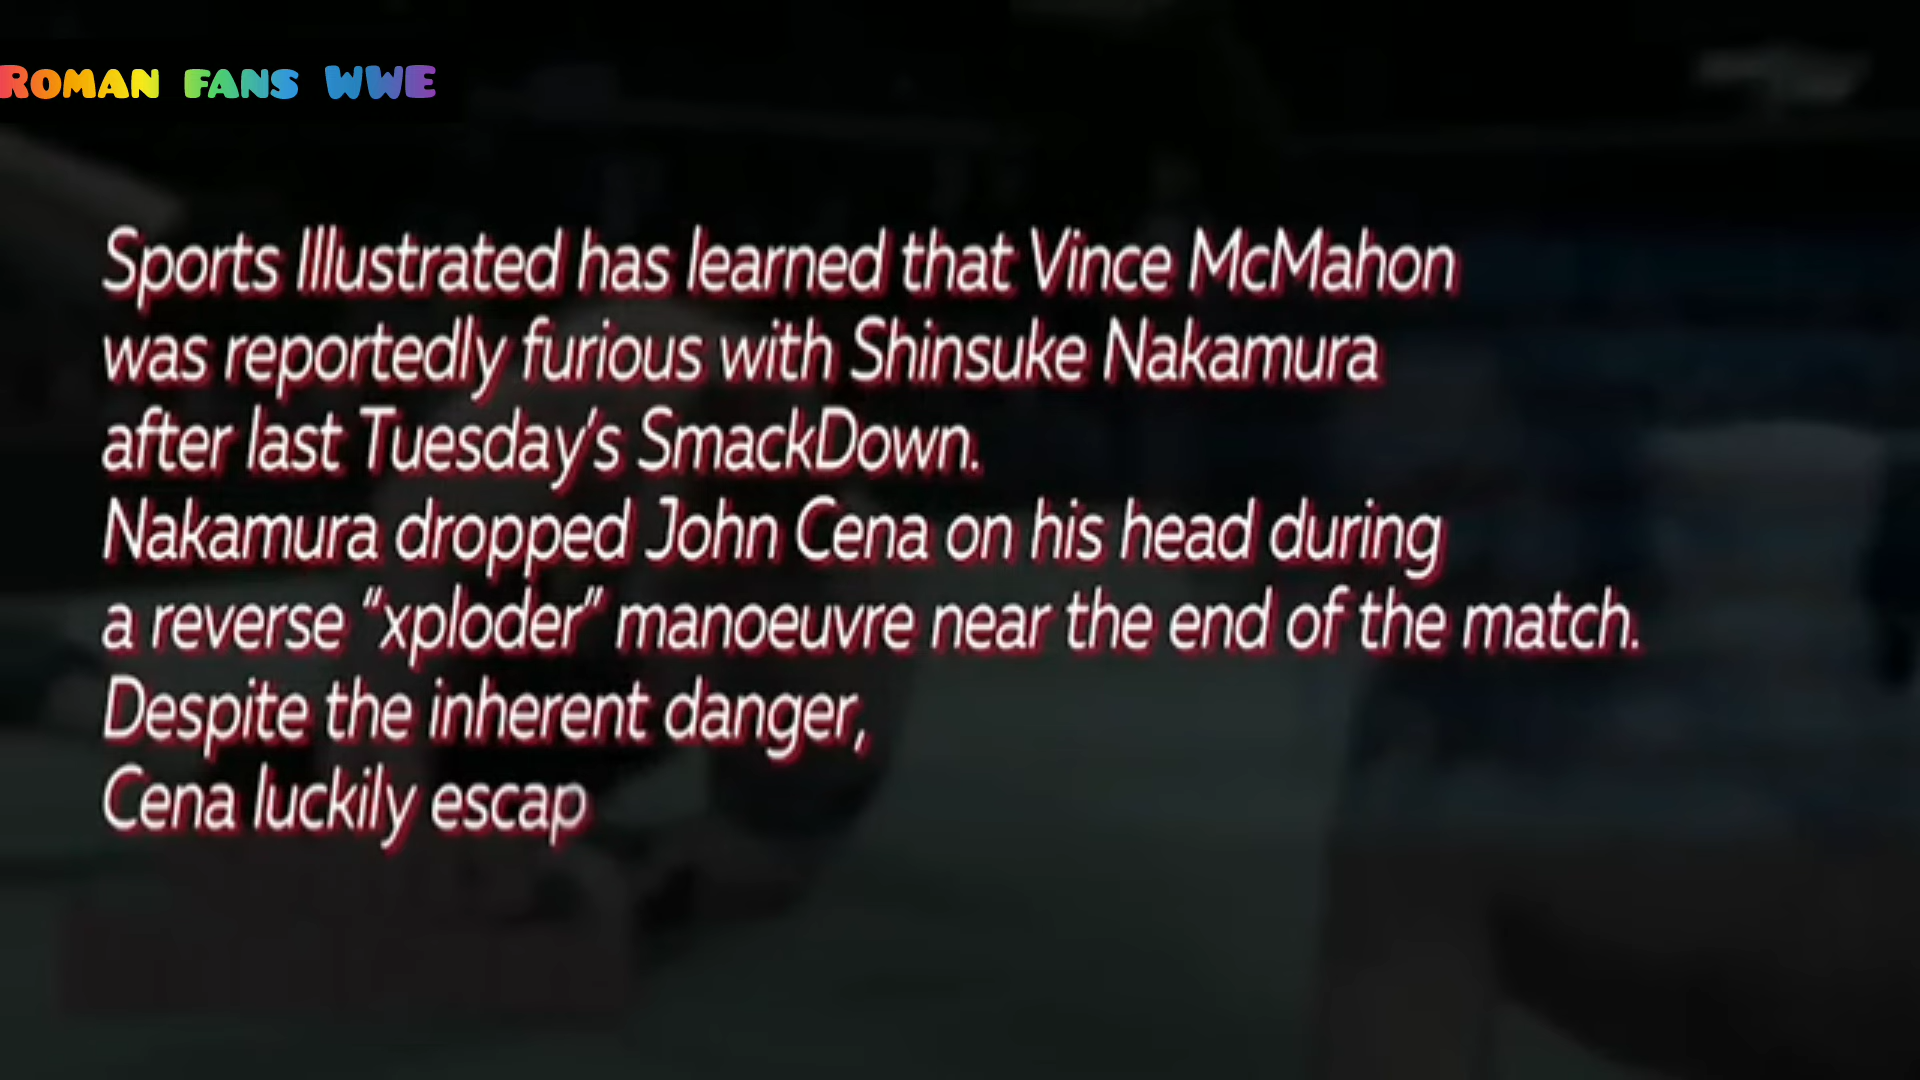 ROMAN FANS WWE
Sports Illustrated has learned that Vince McMahon
was reportedly furious with Shinsuke Nakamura
after last Tuesday’s SmackDown.
Nakamura dropped John Cena on his head during
a reverse “xploder” manoeuvre near the end of the match.
Despite the inherent danger,
Cena luckily escap